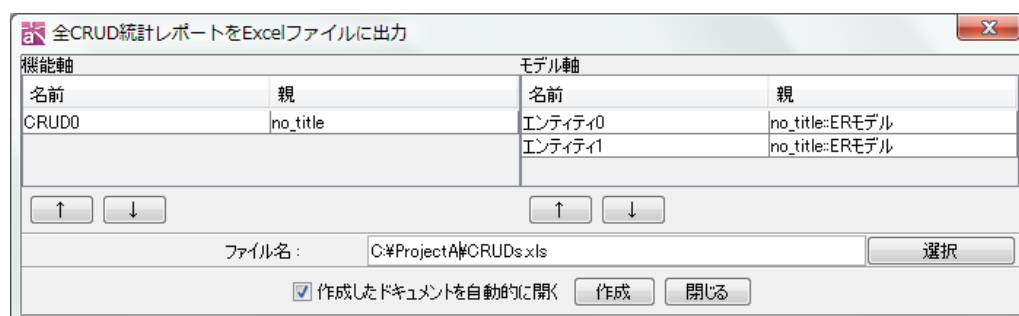 全CRUD統計レポートをExcelファイルに出力
機能軸 モデル軸
名前 親 名前 親
CRUD0 no_title エンティティ0 no_title::ERモデル
エンティティ1 no_title::ERモデル
↑ ↓ ↑ ↓
ファイル名: C:¥ProjectA¥CRUDs.xls 選択
作成したドキュメントを自動的に開く 作成 閉じる